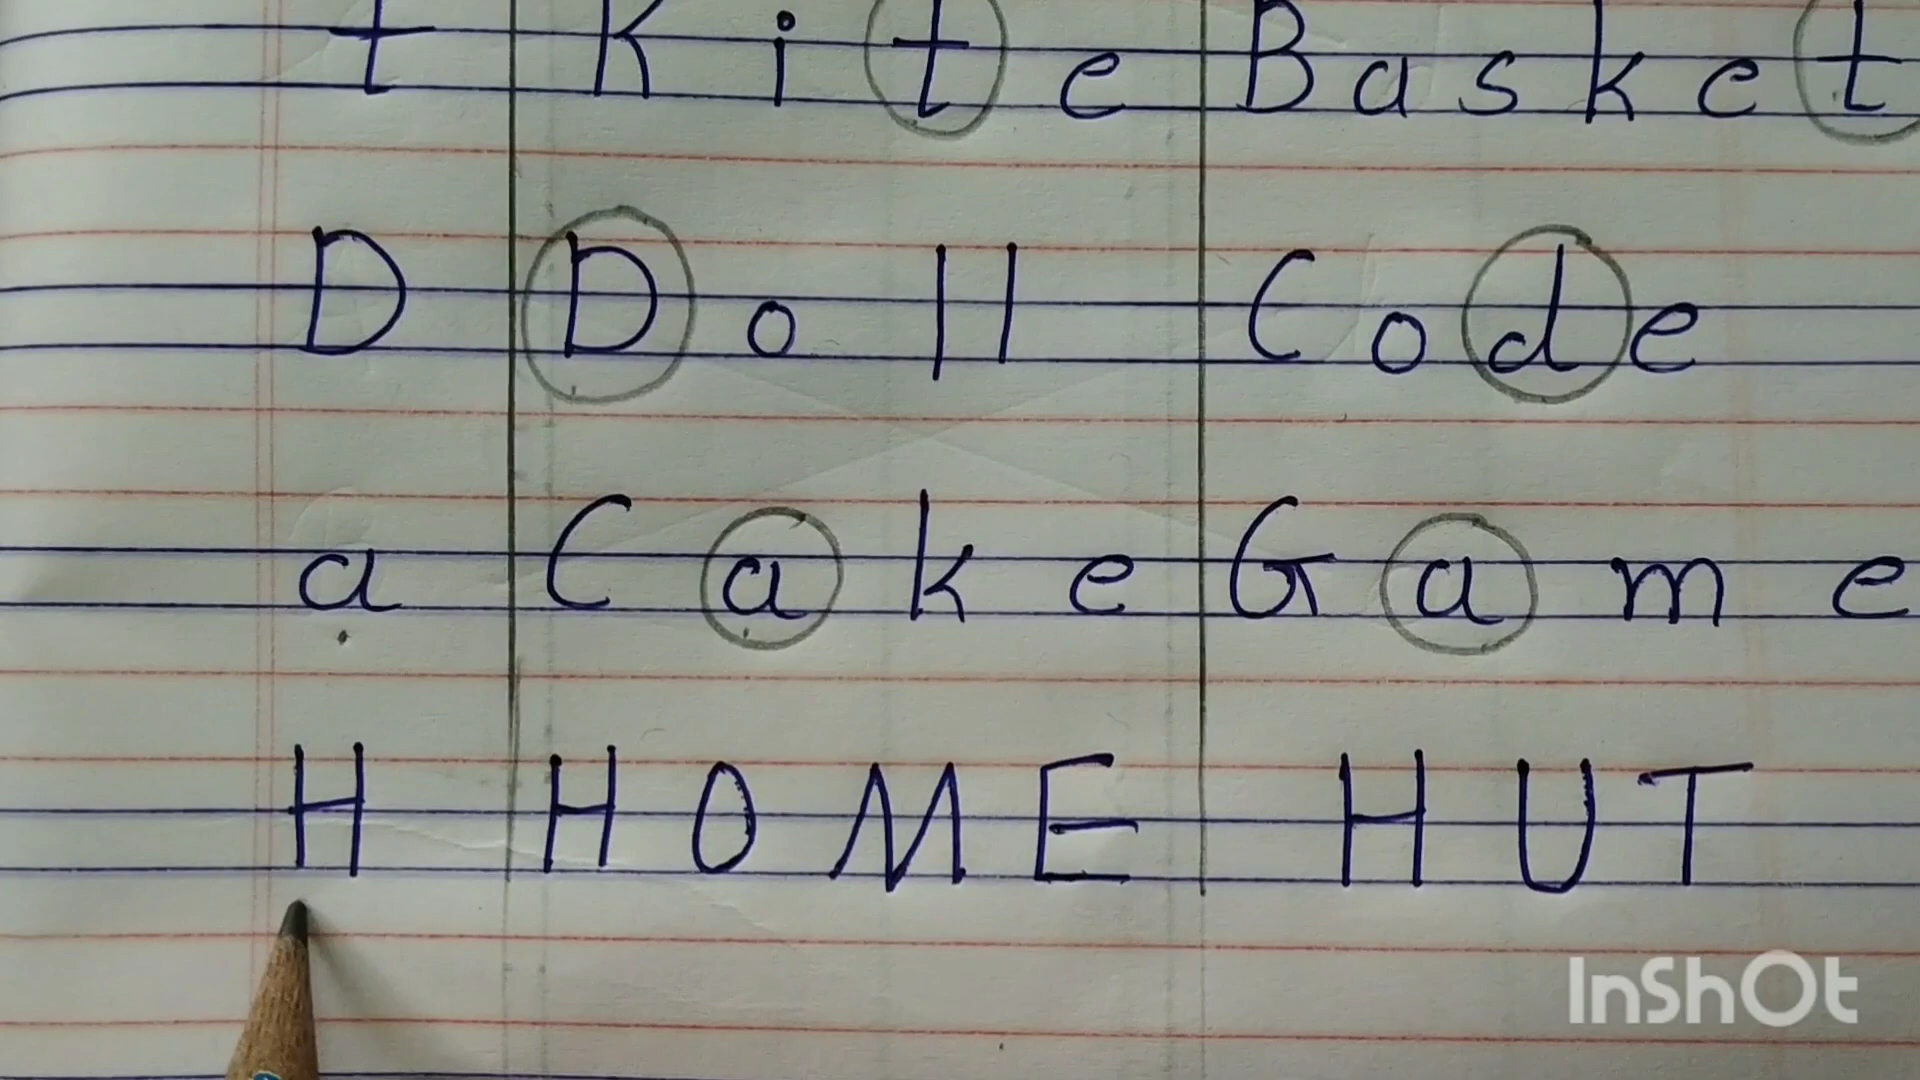 t Kite Basket
D Doll Code
a Cake Game
H HOME HUT
InShOt